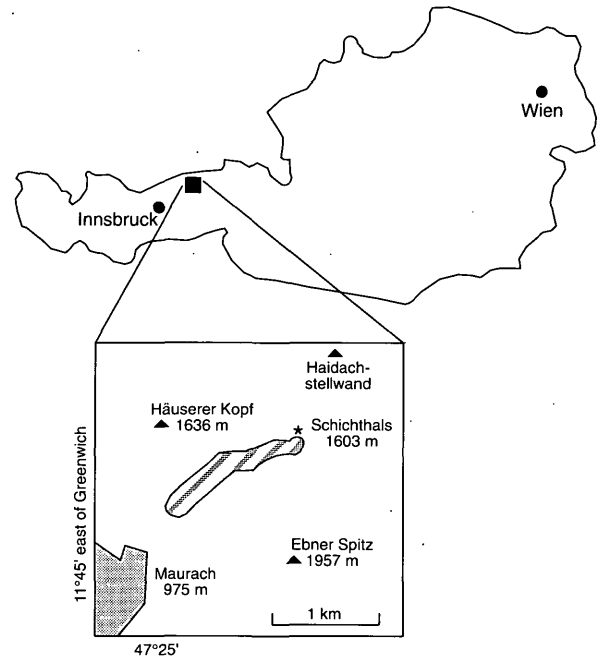 Wien
Innsbruck
Haidach-
stellwand
Häuserer Kopf
1636 m
Schichthals
1603 m
11°45' east of Greenwich
Ebner Spitz
1957 m
Maurach
975 m
1 km
47°25'